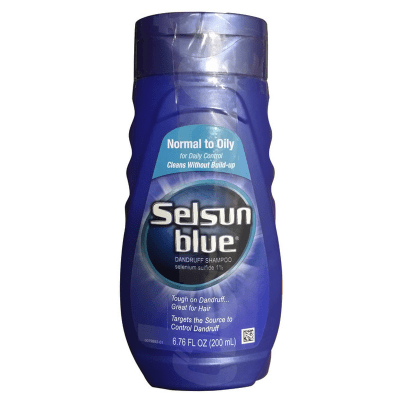 Normal to Oily
for Daily Control
Cleans Without Build-up
Selsun
blue
DANDRUFF SHAMPOO
selenium sulfide 1%
Tough on Dandruff...
Great for Hair
Targets the Source to
Control Dandruff
6.76 FL OZ (200 mL)